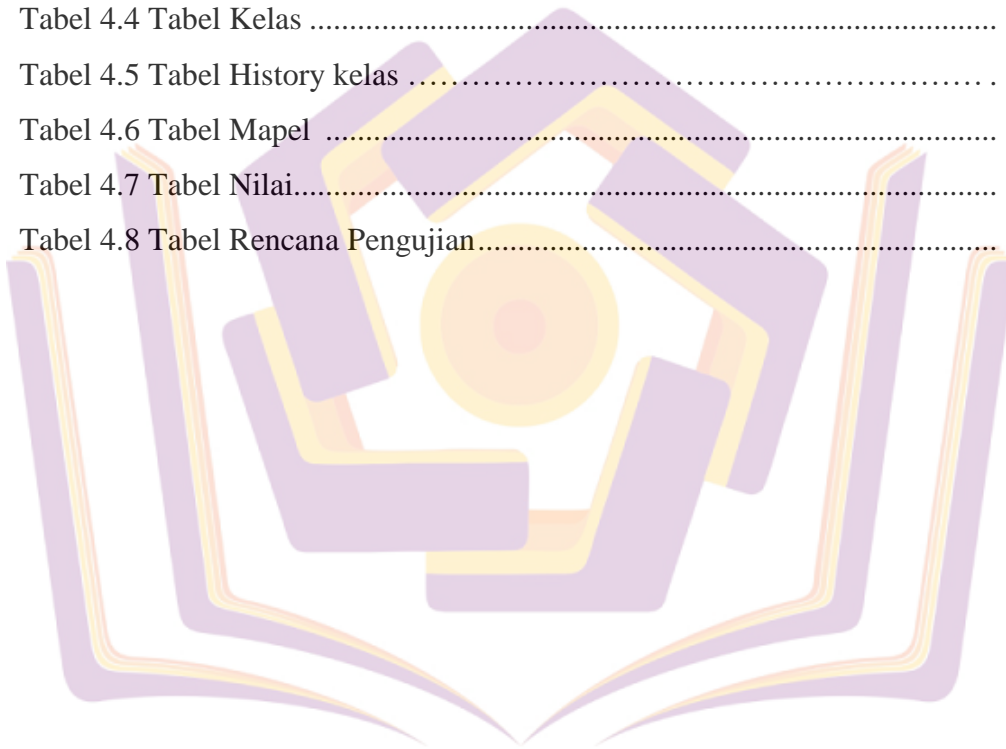 Tabel 4.4 Tabel Kelas ........................................................................................................
Tabel 4.5 Tabel History kelas ……………………………………………… .
Tabel 4.6 Tabel Mapel ......................................................................................................
Tabel 4.7 Tabel Nilai...........................................................................................................
Tabel 4.8 Tabel Rencana Pengujian................................................................................